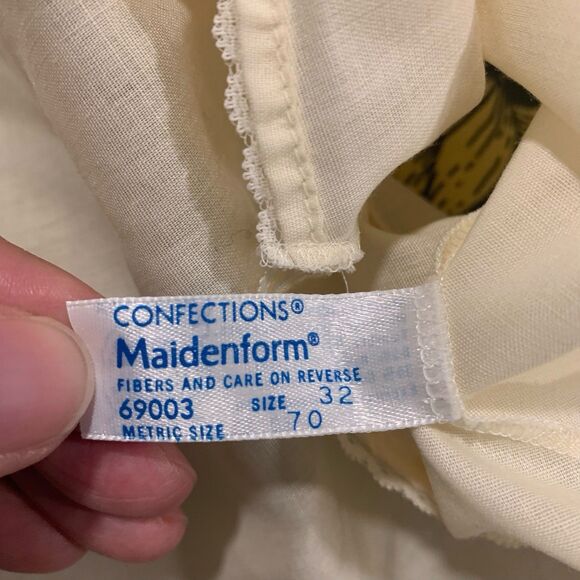 CONFECTIONS®
Maidenform®
FIBERS AND CARE ON REVERSE
69003 SIZE 32
METRIC SIZE 70